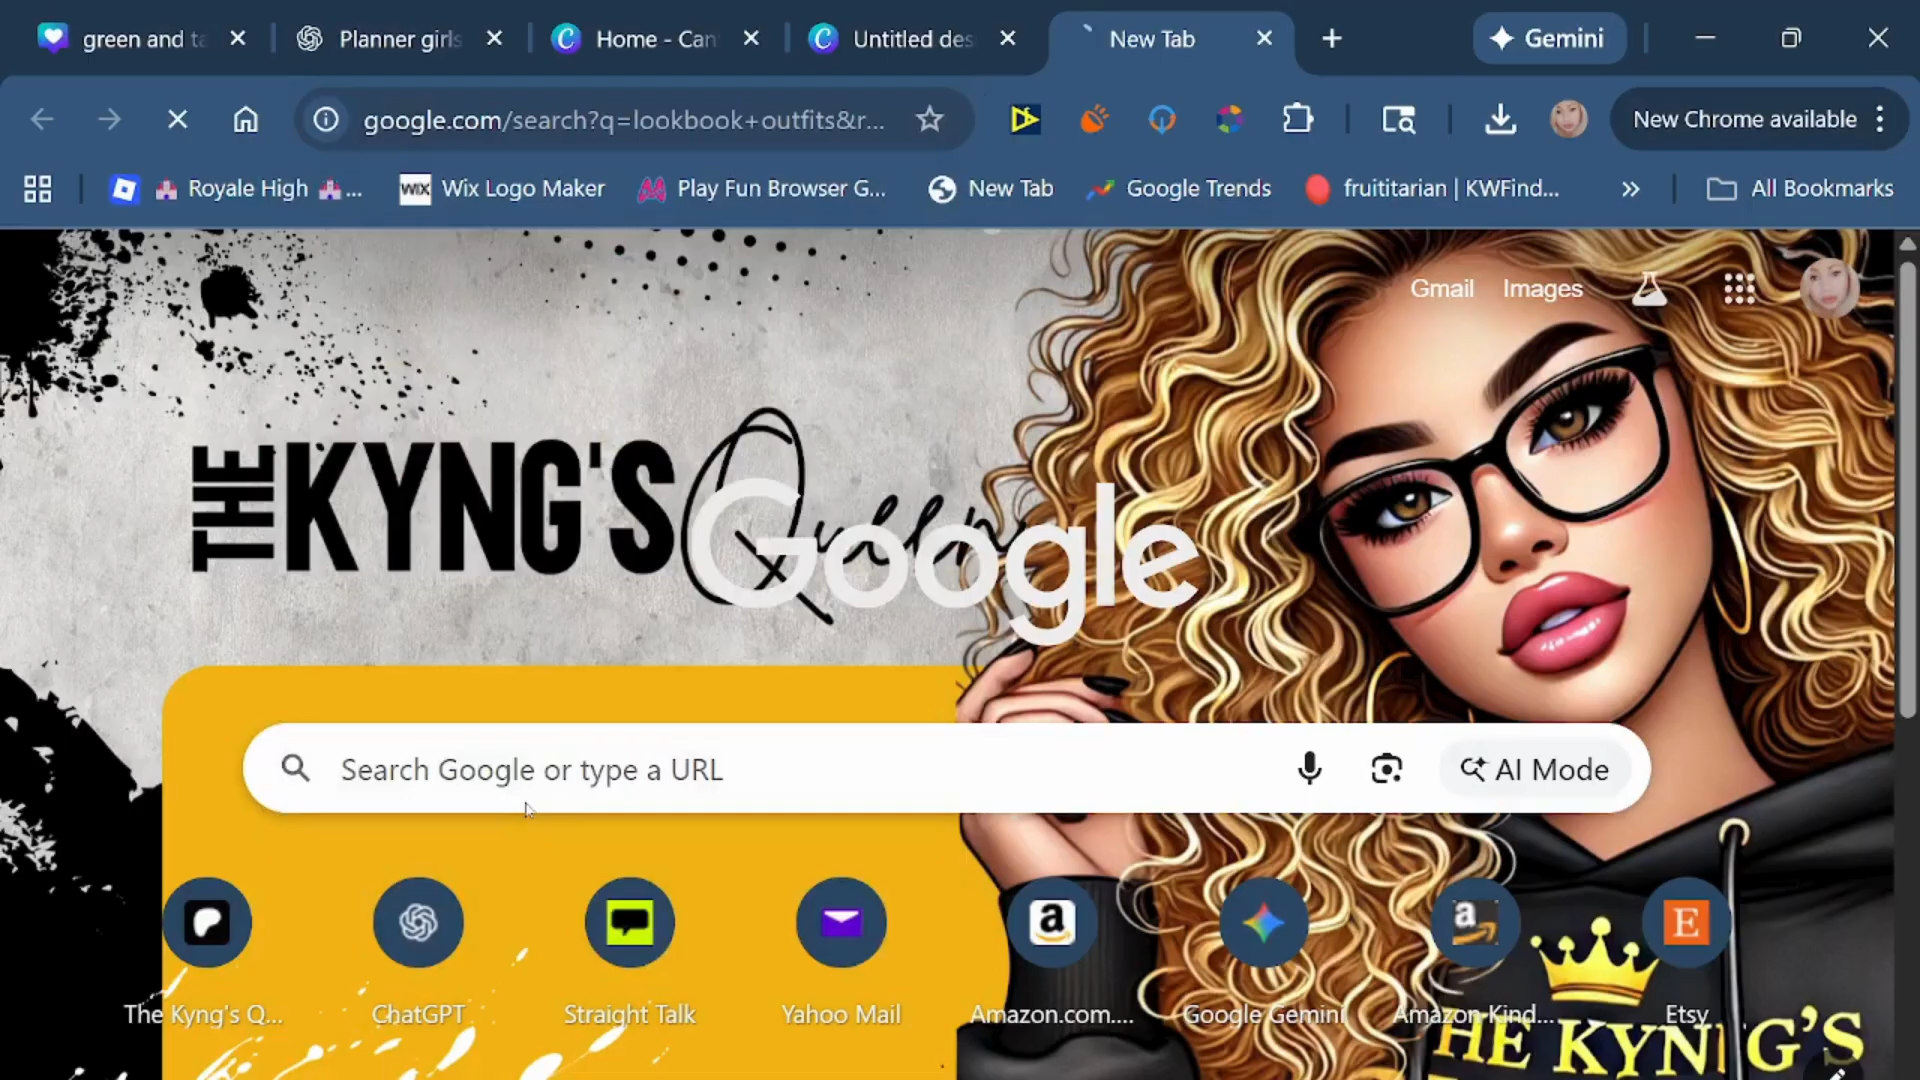 green and ta
Planner girls
Home - Can
Untitled des
New Tab
Gemini
google.com/search?q=lookbook+outfits&r...
New Chrome available
Royale High
...
WIX
Wix Logo Maker
Play Fun Browser G...
New Tab
Google Trends
fruititarian | KWFind...
All Bookmarks
Gmail
Images
THE KYNG'S Queen
Google
Search Google or type a URL
AI Mode
The Kyng's Q...
ChatGPT
Straight Talk
Yahoo Mail
Amazon.com....
Google Gemini
Amazon Kind...
Etsy
THE KYNG'S